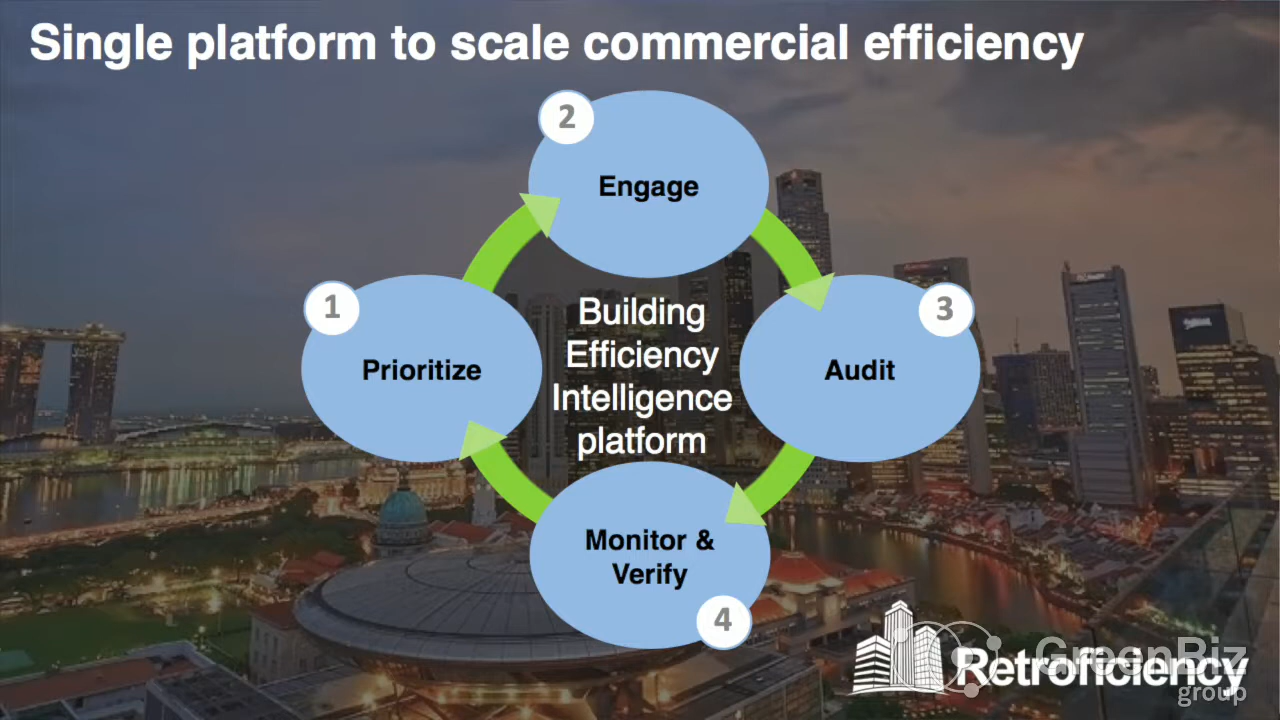 Single platform to scale commercial efficiency
2
Engage
1
Prioritize
Building
Efficiency
Intelligence
platform
3
Audit
Monitor &
Verify
4
GreenBiz
Retroficiency
group